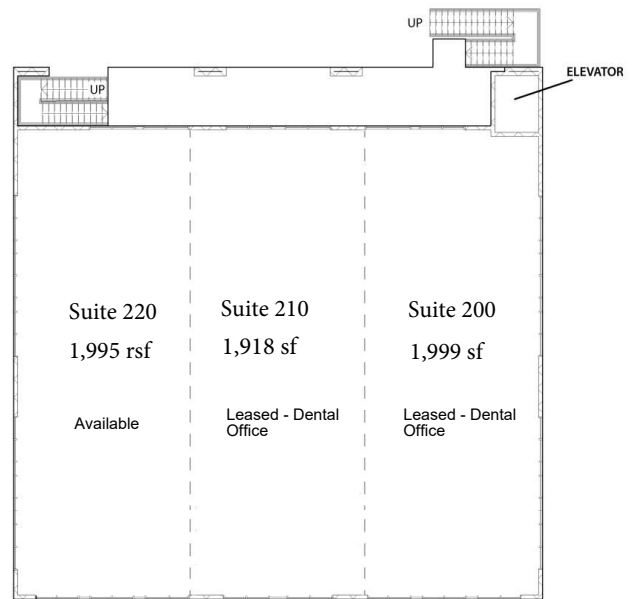 UP
ELEVATOR
UP
Suite 220
1,995 rsf
Available
Suite 210
1,918 sf
Leased - Dental
Office
Suite 200
1,999 sf
Leased - Dental
Office